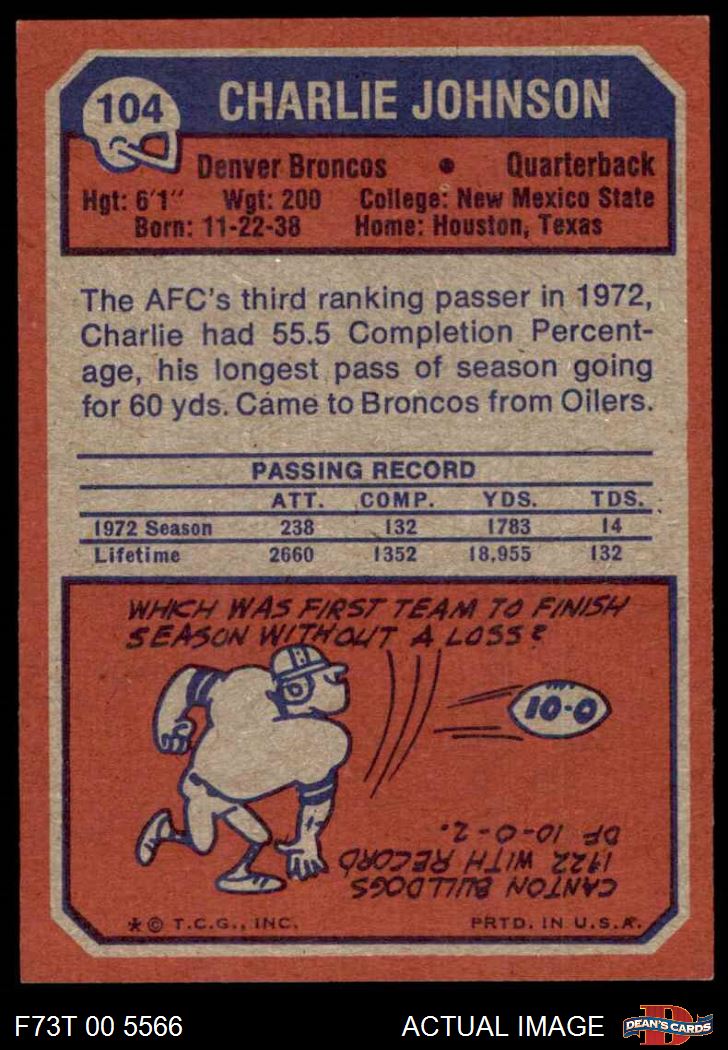 104
CHARLIE JOHNSON
Denver Broncos • Quarterback
Hgt: 6'1" Wgt: 200 College: New Mexico State
Born: 11-22-38 Home: Houston, Texas
The AFC's third ranking passer in 1972,
Charlie had 55.5 Completion Percent-
age, his longest pass of season going
for 60 yds. Came to Broncos from Oilers.
PASSING RECORD
ATT. COMP. YDS. TDS.
1972 Season 238 132 1783 14
Lifetime 2660 1352 18,955 132
WHICH WAS FIRST TEAM TO FINISH
SEASON WITHOUT A LOSS?
B
10-0
CANTON BULLDOGS
1922 WITH RECORD
OF 10-0-2.
* © T.C.G., INC. PRTD. IN U.S.A.
F73T 00 5566 ACTUAL IMAGE
D
DEAN'S CARDS